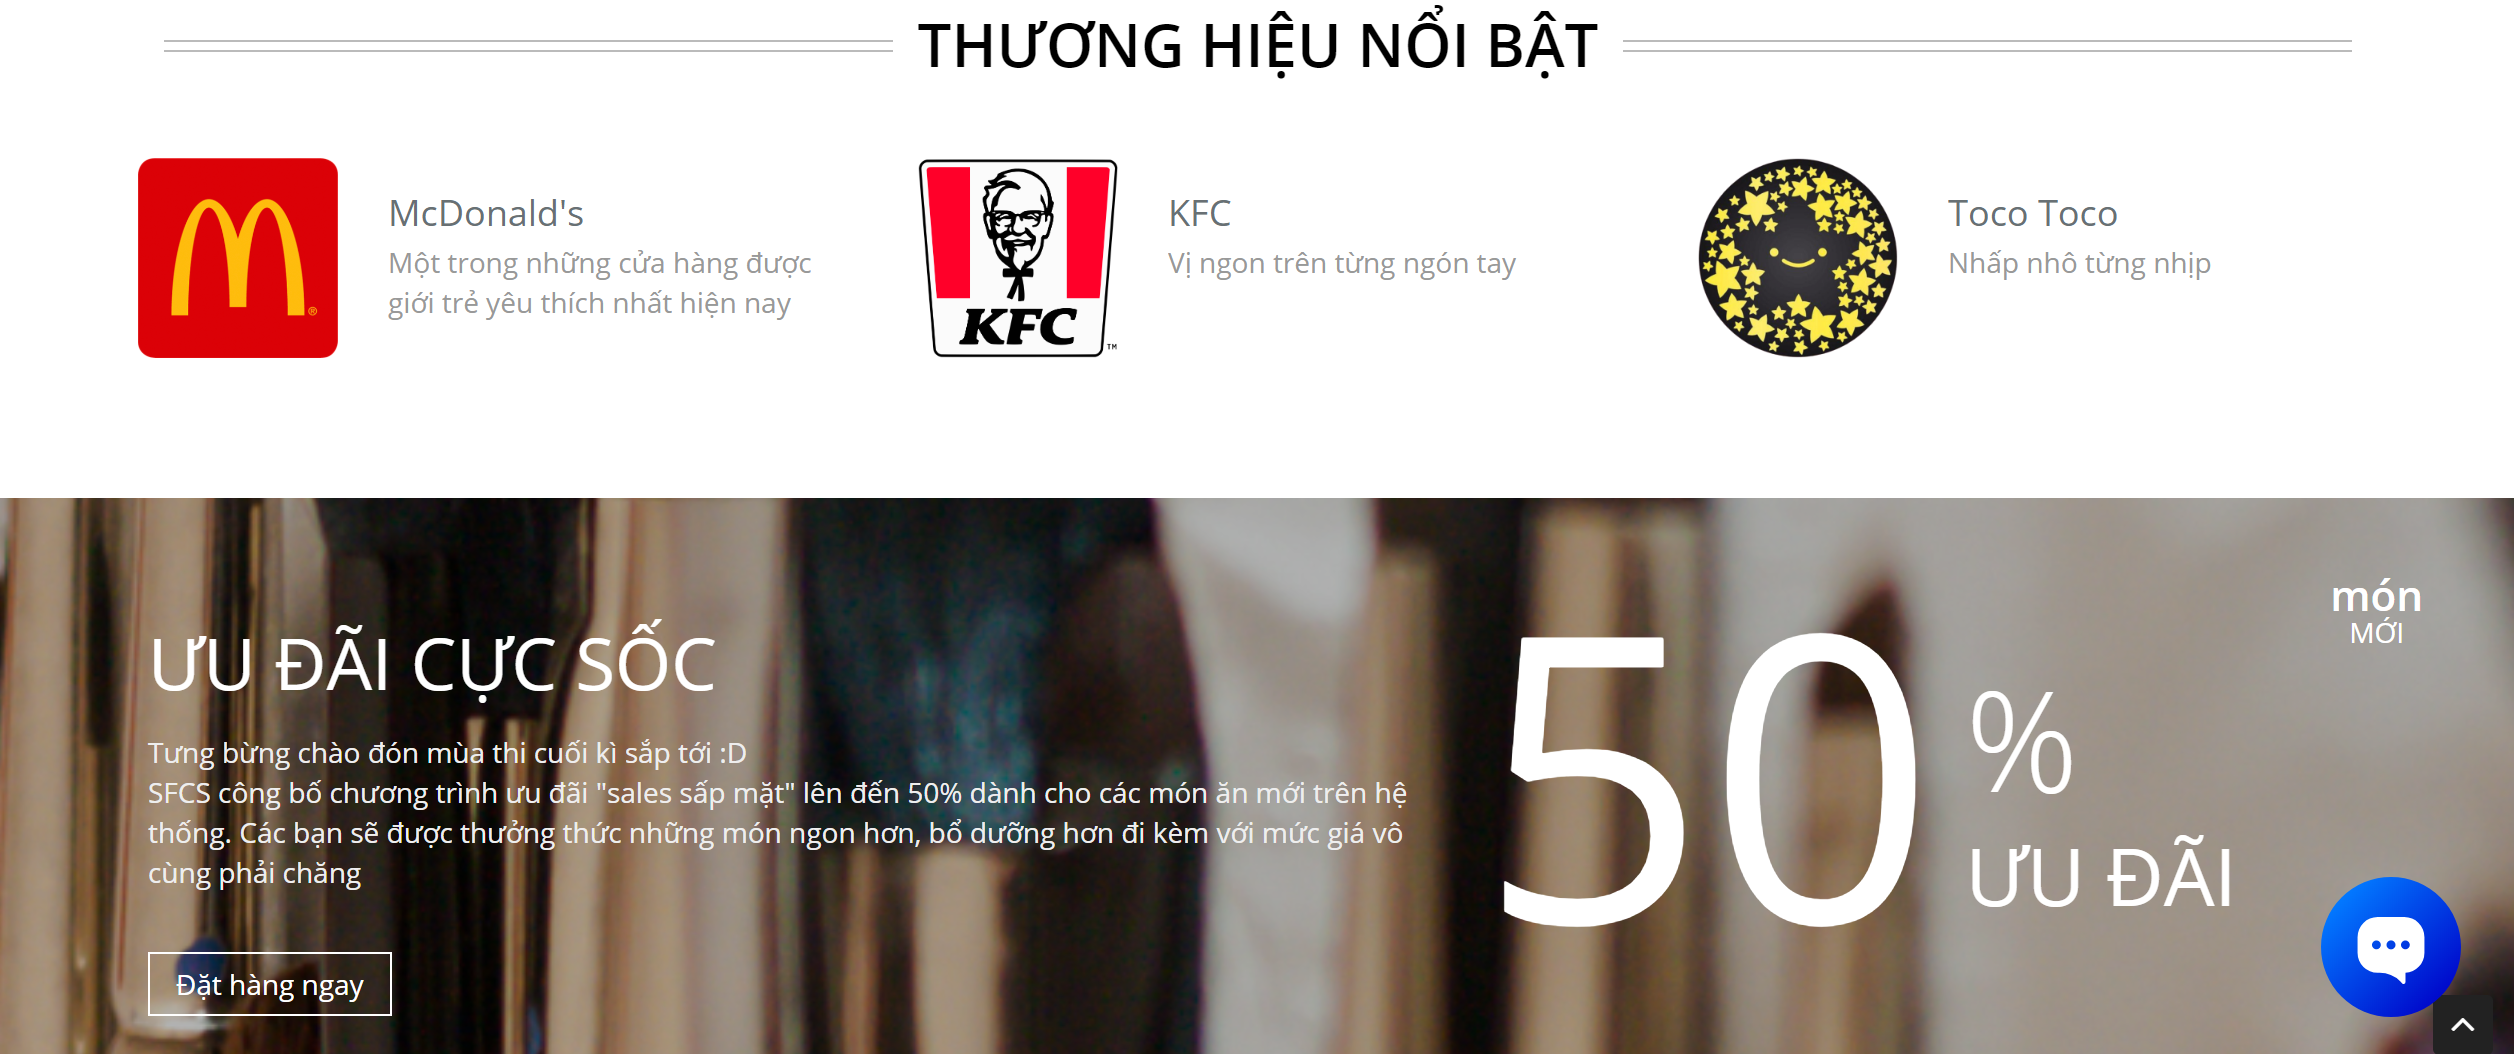 THƯƠNG HIỆU NỔI BẬT
McDonald's
Một trong những cửa hàng được
giới trẻ yêu thích nhất hiện nay
®
KFC
TM
KFC
Vị ngon trên từng ngón tay
Toco Toco
Nhấp nhô từng nhịp
món
MỚI
ƯU ĐÃI CỰC SỐC
Tưng bừng chào đón mùa thi cuối kì sắp tới :D
SFCS công bố chương trình ưu đãi "sales sấp mặt" lên đến 50% dành cho các món ăn mới trên hệ
thống. Các bạn sẽ được thưởng thức những món ngon hơn, bổ dưỡng hơn đi kèm với mức giá vô
cùng phải chăng
Đặt hàng ngay
50 %
ƯU ĐÃI